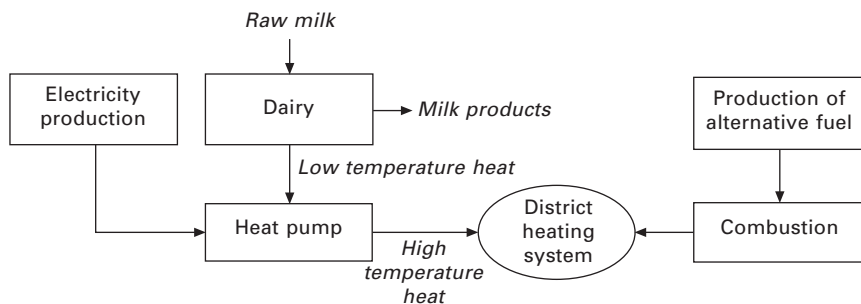 Raw milk
Electricity
production
Dairy
Milk products
Production of
alternative fuel
Low temperature heat
Heat pump
High
temperature
heat
District
heating
system
Combustion